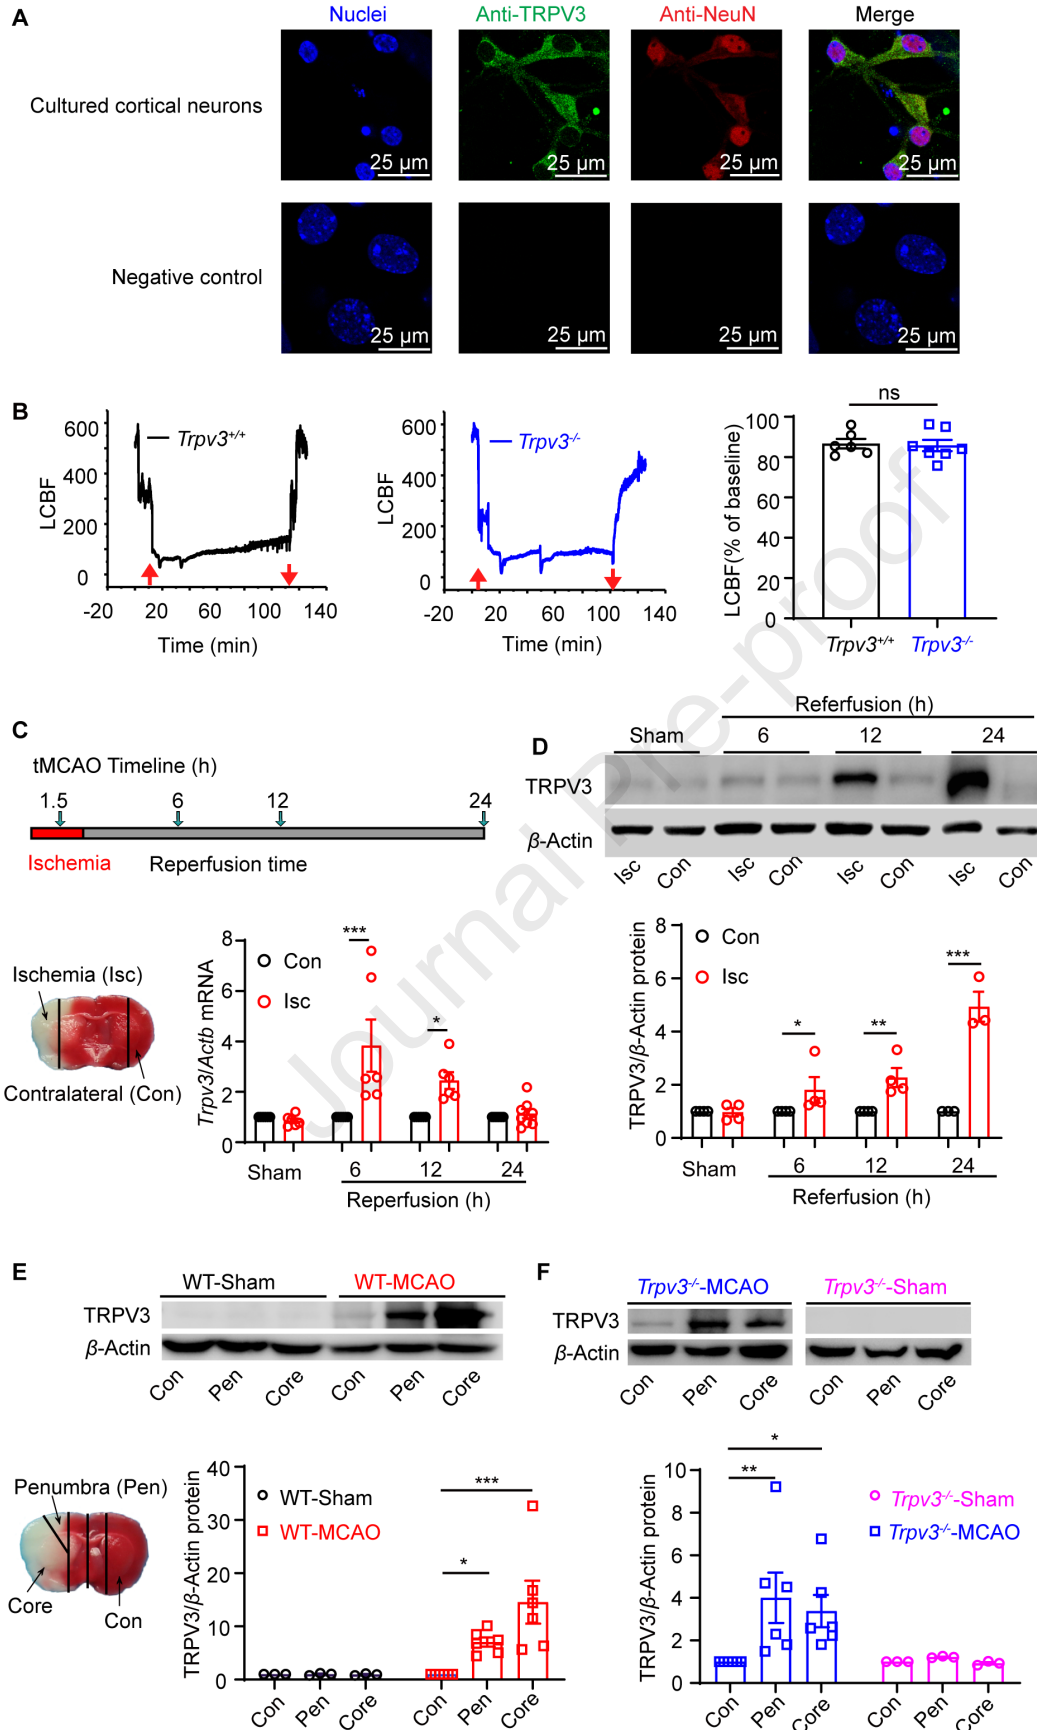 A
Nuclei Anti-TRPV3 Anti-NeuN Merge
Cultured cortical neurons
25 µm 25 µm 25 µm 25 µm
Negative control
25 µm 25 µm 25 µm 25 µm
B
LCBF
600
400
200
0
Trpv3+/+
-20 20 60 100 140
Time (min)
LCBF
600
400
200
0
Trpv3-/-
-20 20 60 100 140
Time (min)
ns
LCBF(% of baseline)
100
80
60
40
20
0
Trpv3+/+ Trpv3-/-
C
tMCAO Timeline (h)
1.5 6 12 24
Ischemia Reperfusion time
Ischemia (Isc)
Contralateral (Con)
Trpv3/Actb mRNA
8
6
4
2
0
Con
Isc
***
*
Sham 6 12 24
Reperfusion (h)
D
Referfusion (h)
Sham 6 12 24
TRPV3
β-Actin
Isc Con Isc Con Isc Con Isc Con
TRPV3/β-Actin protein
8
6
4
2
0
Con
Isc
*
**
***
Sham 6 12 24
Referfusion (h)
E
WT-Sham WT-MCAO
TRPV3
β-Actin
Con Pen Core Con Pen Core
Penumbra (Pen)
Core
Con
TRPV3/β-Actin protein
40
30
20
10
0
WT-Sham
WT-MCAO
***
*
Con Pen Core Con Pen Core
F
Trpv3-/--MCAO Trpv3-/--Sham
TRPV3
β-Actin
Con Pen Core Con Pen Core
TRPV3/β-Actin protein
10
8
6
4
2
0
*
**
Trpv3-/--Sham
Trpv3-/--MCAO
Con Pen Core Con Pen Core
Journal Pre-proof